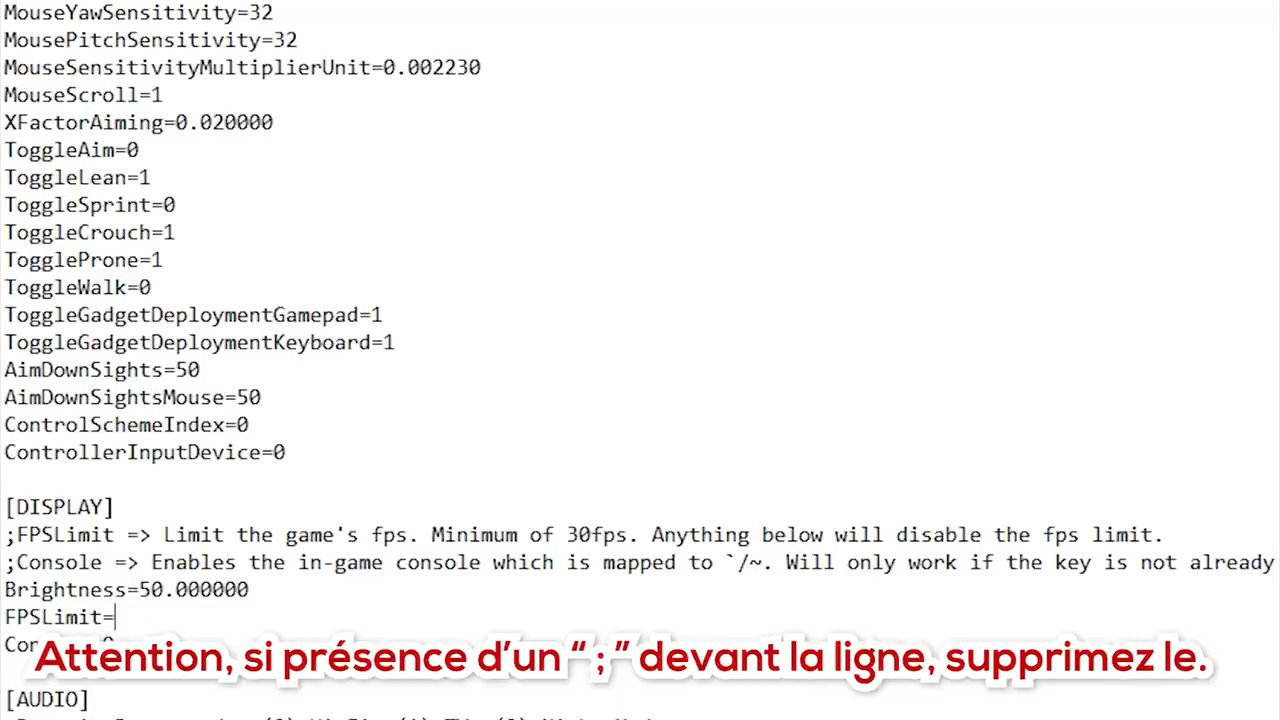 MouseYawSensitivity=32
MousePitchSensitivity=32
MouseSensitivityMultiplierUnit=0.002230
MouseScroll=1
XFactorAiming=0.020000
ToggleAim=0
ToggleLean=1
ToggleSprint=0
ToggleCrouch=1
ToggleProne=1
ToggleWalk=0
ToggleGadgetDeploymentGamepad=1
ToggleGadgetDeploymentKeyboard=1
AimDownSights=50
AimDownSightsMouse=50
ControlSchemeIndex=0
ControllerInputDevice=0
[DISPLAY]
;FPSLimit => Limit the game's fps. Minimum of 30fps. Anything below will disable the fps limit.
;Console => Enables the in-game console which is mapped to `/~. Will only work if the key is not already
Brightness=50.000000
FPSLimit=
Attention, si présence d’un “ ; ” devant la ligne, supprimez le.
[AUDIO]